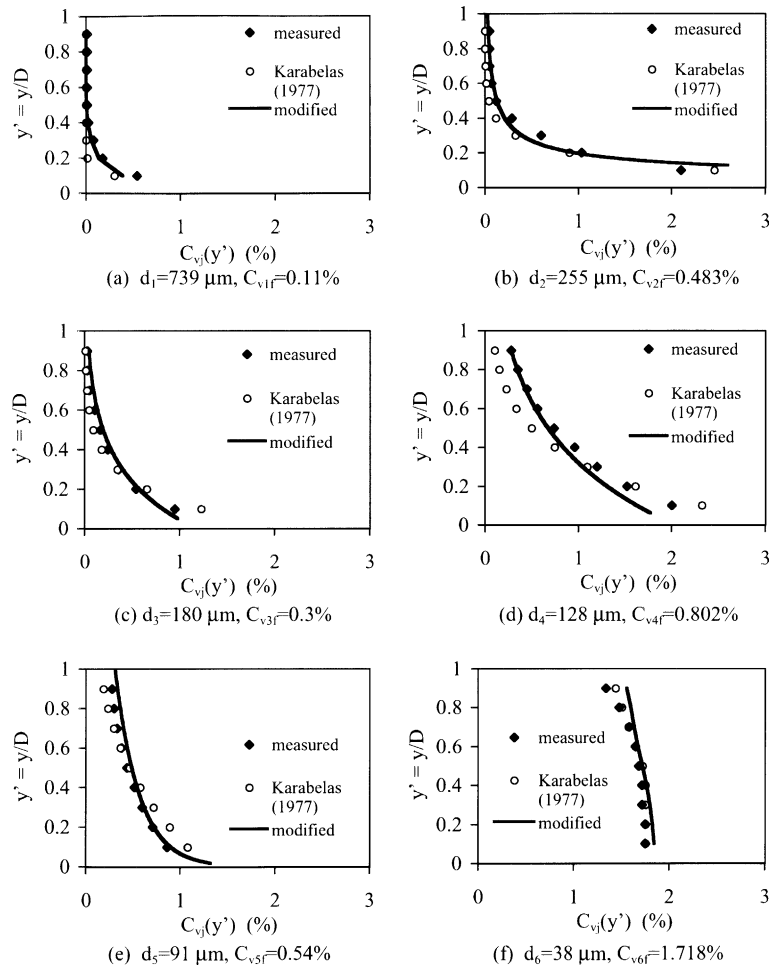 1
0.8
0.6
0.4
0.2
0
y' = y/D
measured
Karabelas
(1977)
modified
0 1 2 3
C_vj(y') (%)
(a) d₁=739 µm, C_v1f=0.11%
1
0.8
0.6
0.4
0.2
0
y' = y/D
measured
Karabelas
(1977)
modified
0 1 2 3
C_vj(y') (%)
(b) d₂=255 µm, C_v2f=0.483%
1
0.8
0.6
0.4
0.2
0
y' = y/D
measured
Karabelas
(1977)
modified
0 1 2 3
C_vj(y') (%)
(c) d₃=180 µm, C_v3f=0.3%
1
0.8
0.6
0.4
0.2
0
y' = y/D
measured
Karabelas
(1977)
modified
0 1 2 3
C_vj(y') (%)
(d) d₄=128 µm, C_v4f=0.802%
1
0.8
0.6
0.4
0.2
0
y' = y/D
measured
Karabelas
(1977)
modified
0 1 2 3
C_vj(y') (%)
(e) d₅=91 µm, C_v5f=0.54%
1
0.8
0.6
0.4
0.2
0
y' = y/D
measured
Karabelas
(1977)
modified
0 1 2 3
C_vj(y') (%)
(f) d₆=38 µm, C_v6f=1.718%